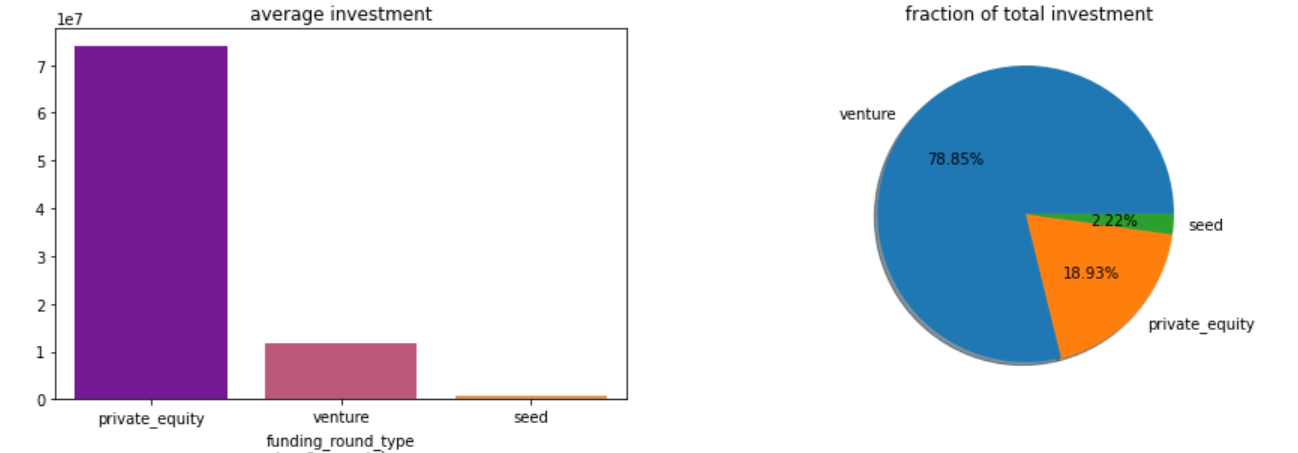 average investment
1e7
7
6
5
4
3
2
1
0
private_equity
venture
seed
funding_round_type
fraction of total investment
venture
78.85%
2.22%
seed
18.93%
private_equity